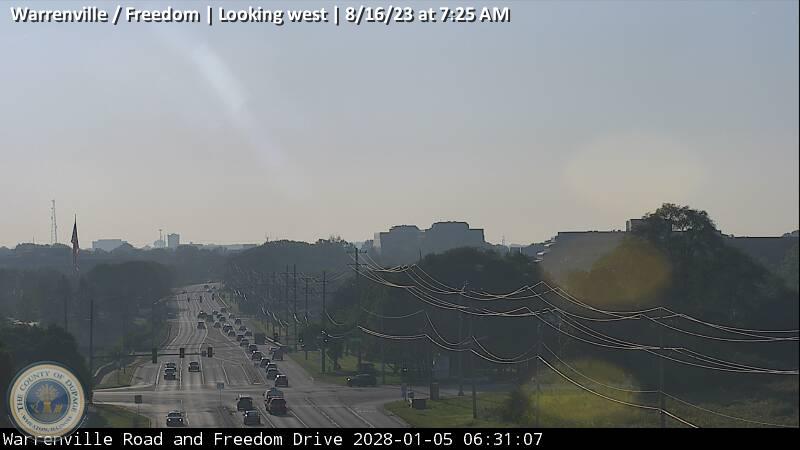 Warrenville / Freedom | Looking west | 8/16/23 at 7:25 AM
THE COUNTY OF DUPAGE
Warrenville Road and Freedom Drive 2028-01-05 06:31:07